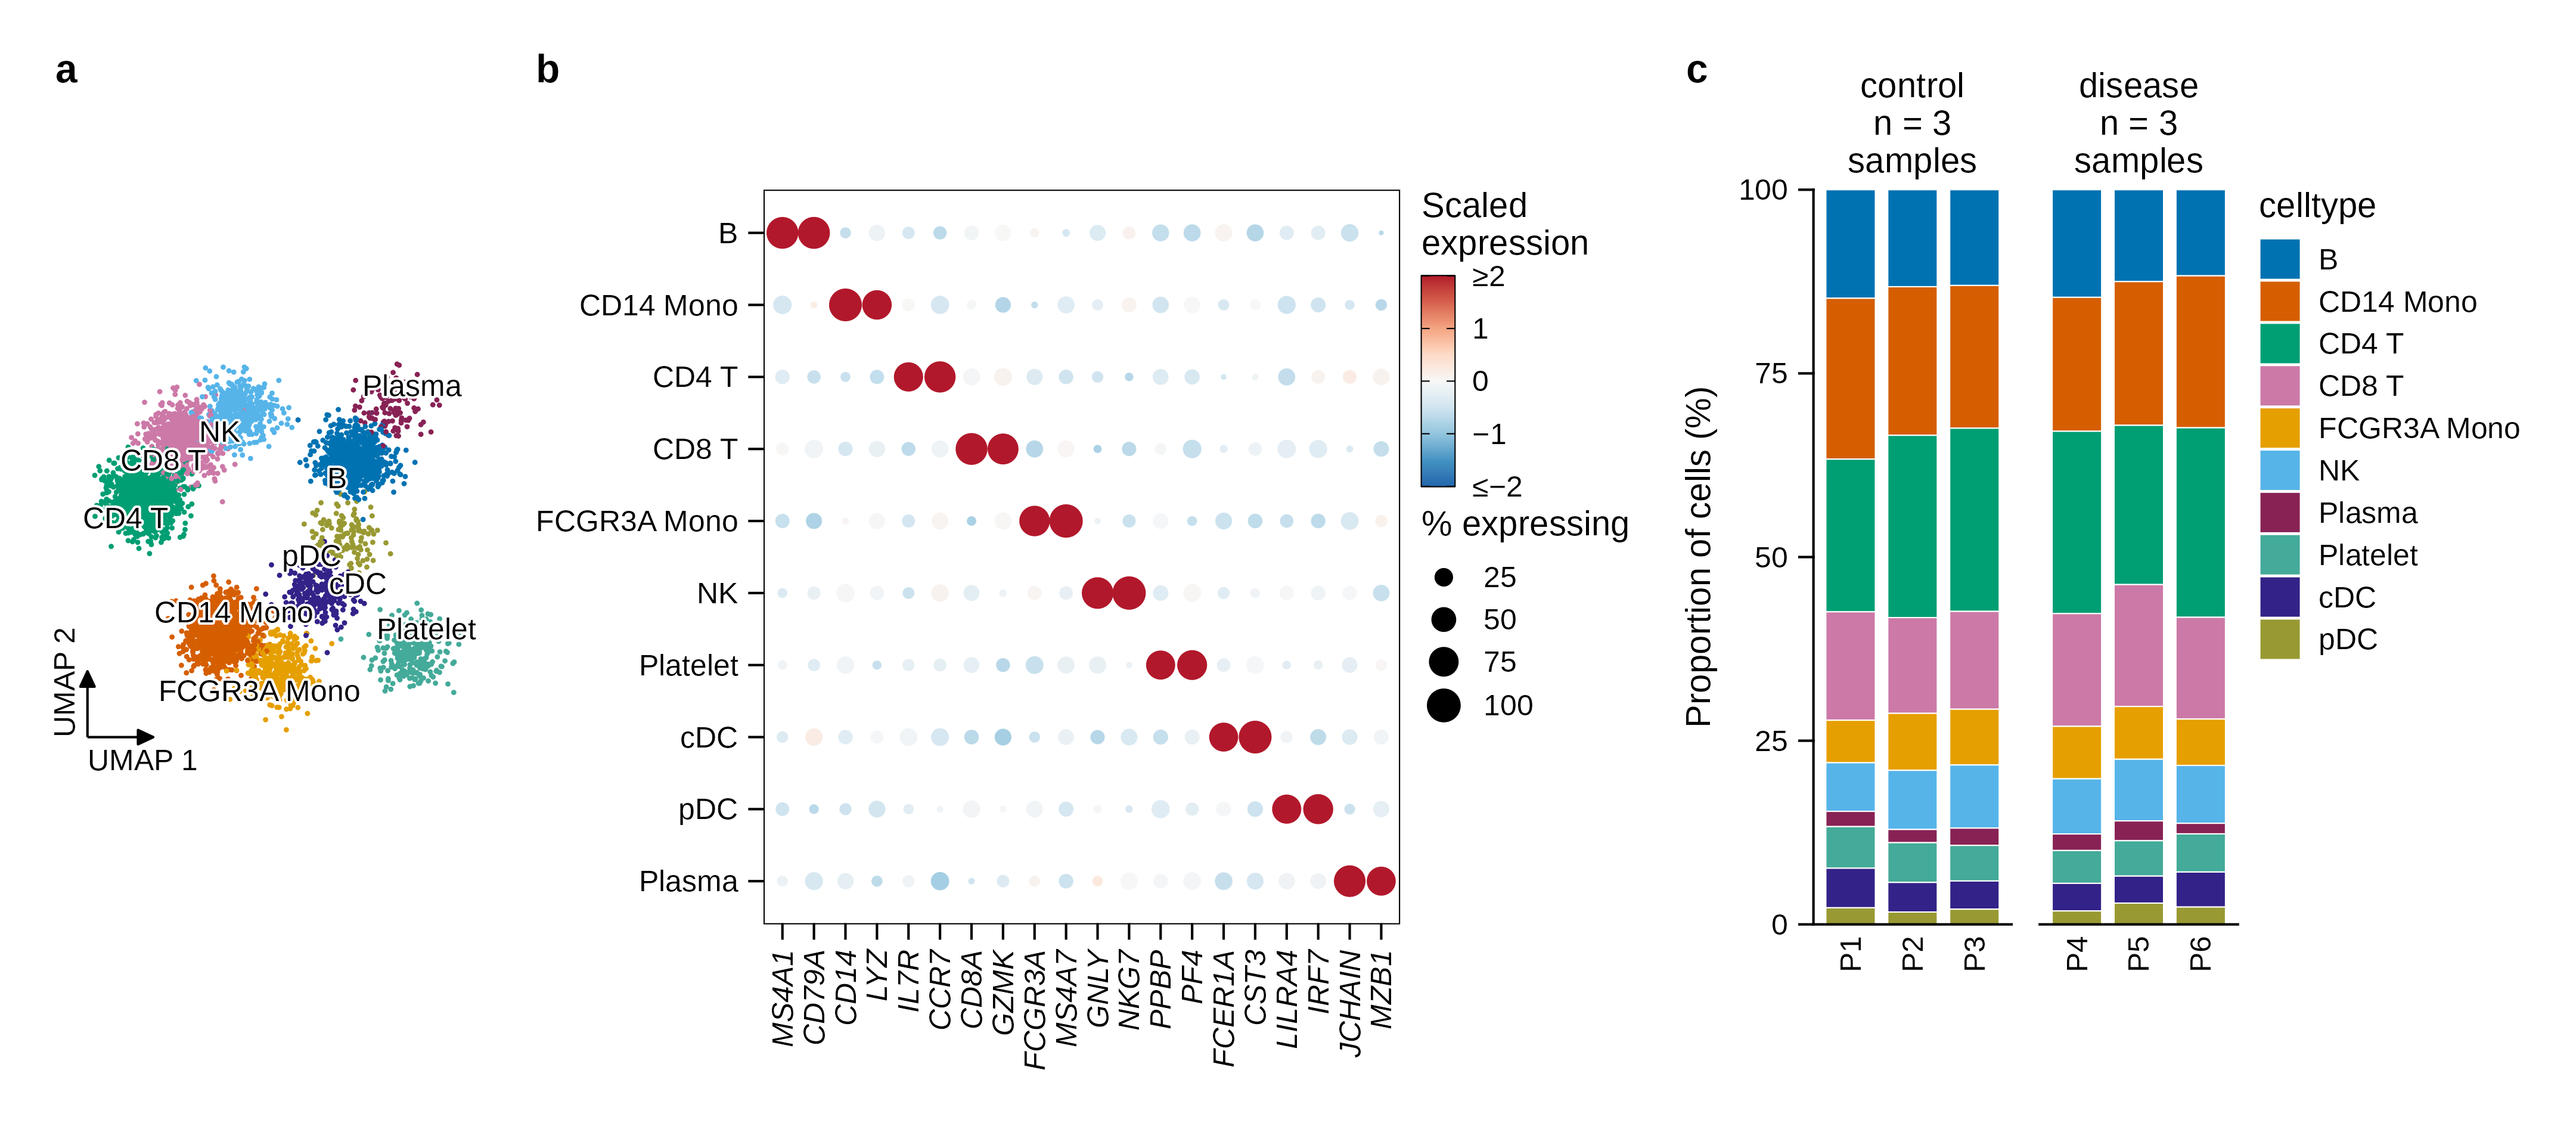 a
Plasma
NK
CD8 T
B
CD4 T
pDC
cDC
CD14 Mono
Platelet
FCGR3A Mono
UMAP 2
UMAP 1
b
B
CD14 Mono
CD4 T
CD8 T
FCGR3A Mono
NK
Platelet
cDC
pDC
Plasma
MS4A1
CD79A
CD14
LYZ
IL7R
CCR7
CD8A
GZMK
FCGR3A
MS4A7
GNLY
NKG7
PPBP
PF4
FCER1A
CST3
LILRA4
IRF7
JCHAIN
MZB1
Scaled
expression
≥2
1
0
−1
≤−2
% expressing
25
50
75
100
c
control
n = 3
samples
disease
n = 3
samples
Proportion of cells (%)
100
75
50
25
0
P1
P2
P3
P4
P5
P6
celltype
B
CD14 Mono
CD4 T
CD8 T
FCGR3A Mono
NK
Plasma
Platelet
cDC
pDC